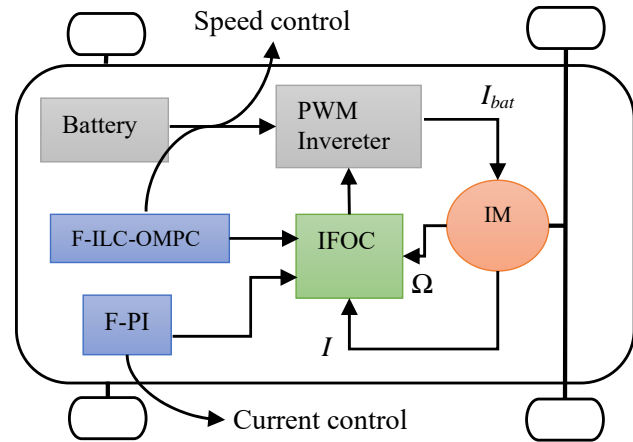 Speed control
Battery
PWM
Invereter
I_bat
F-ILC-OMPC
IFOC
IM
Ω
F-PI
I
Current control